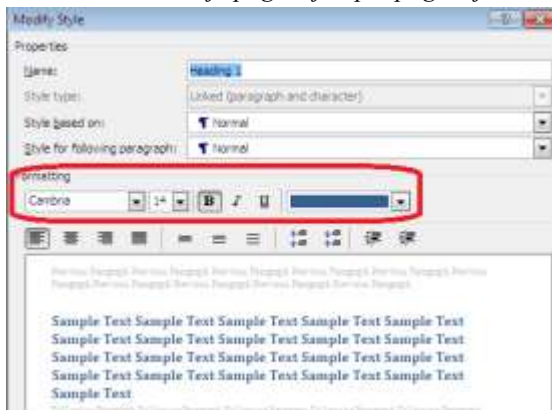 Modify Style
Properties
Name: Heading 1
Style type: Linked (paragraph and character)
Style based on: ¶ Normal
Style for following paragraph: ¶ Normal
Formatting
Cambria 14 B I U
Sample Text Sample Text Sample Text Sample Text Sample Text
Sample Text Sample Text Sample Text Sample Text Sample Text
Sample Text Sample Text Sample Text Sample Text Sample Text
Sample Text Sample Text Sample Text Sample Text Sample Text
Sample Text